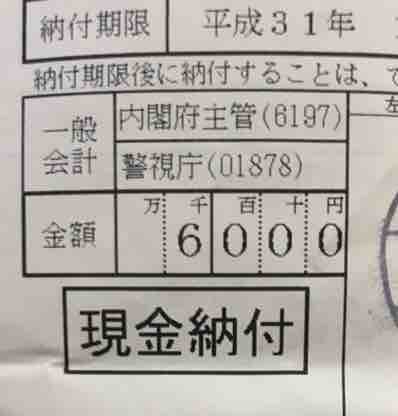 納付期限 平成31年
納付期限後に納付することは、で
一般会計 内閣府主管(6197)
警視庁(01878)
万 千 百 十 円
金額 6000
現金納付